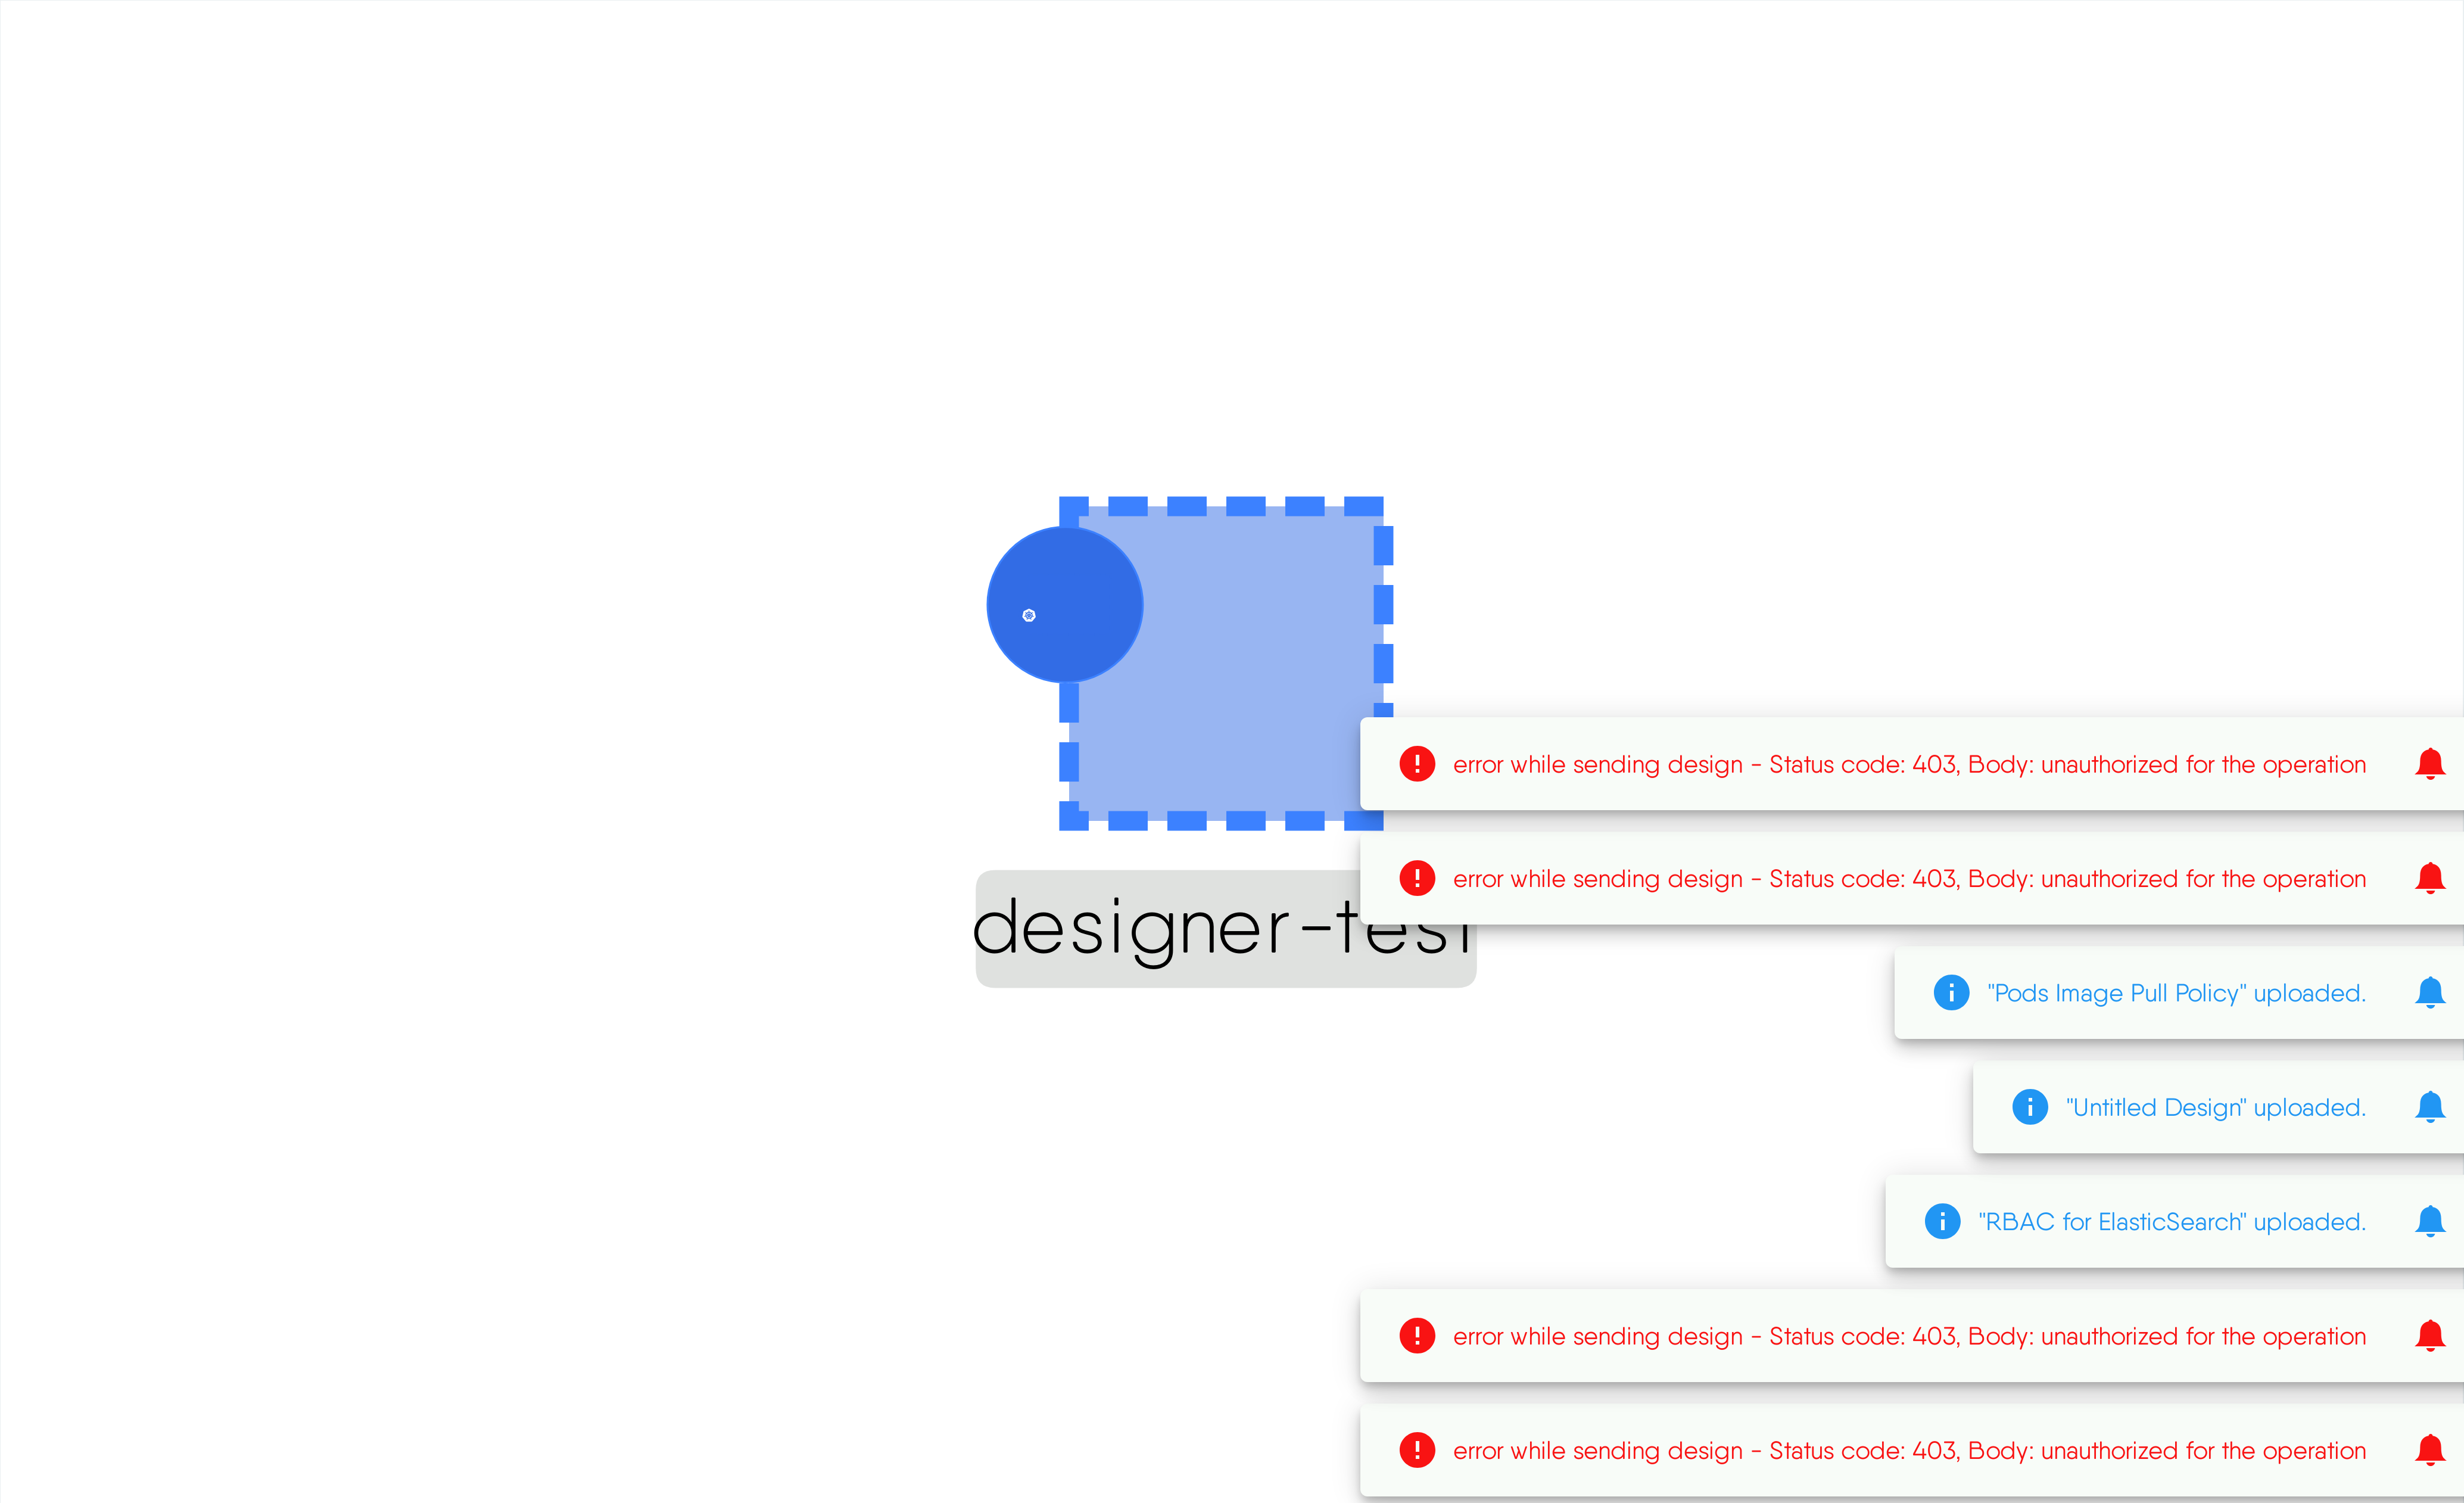 error while sending design - Status code: 403, Body: unauthorized for the operation
error while sending design - Status code: 403, Body: unauthorized for the operation
designer-test
"Pods Image Pull Policy" uploaded.
"Untitled Design" uploaded.
"RBAC for ElasticSearch" uploaded.
error while sending design - Status code: 403, Body: unauthorized for the operation
error while sending design - Status code: 403, Body: unauthorized for the operation